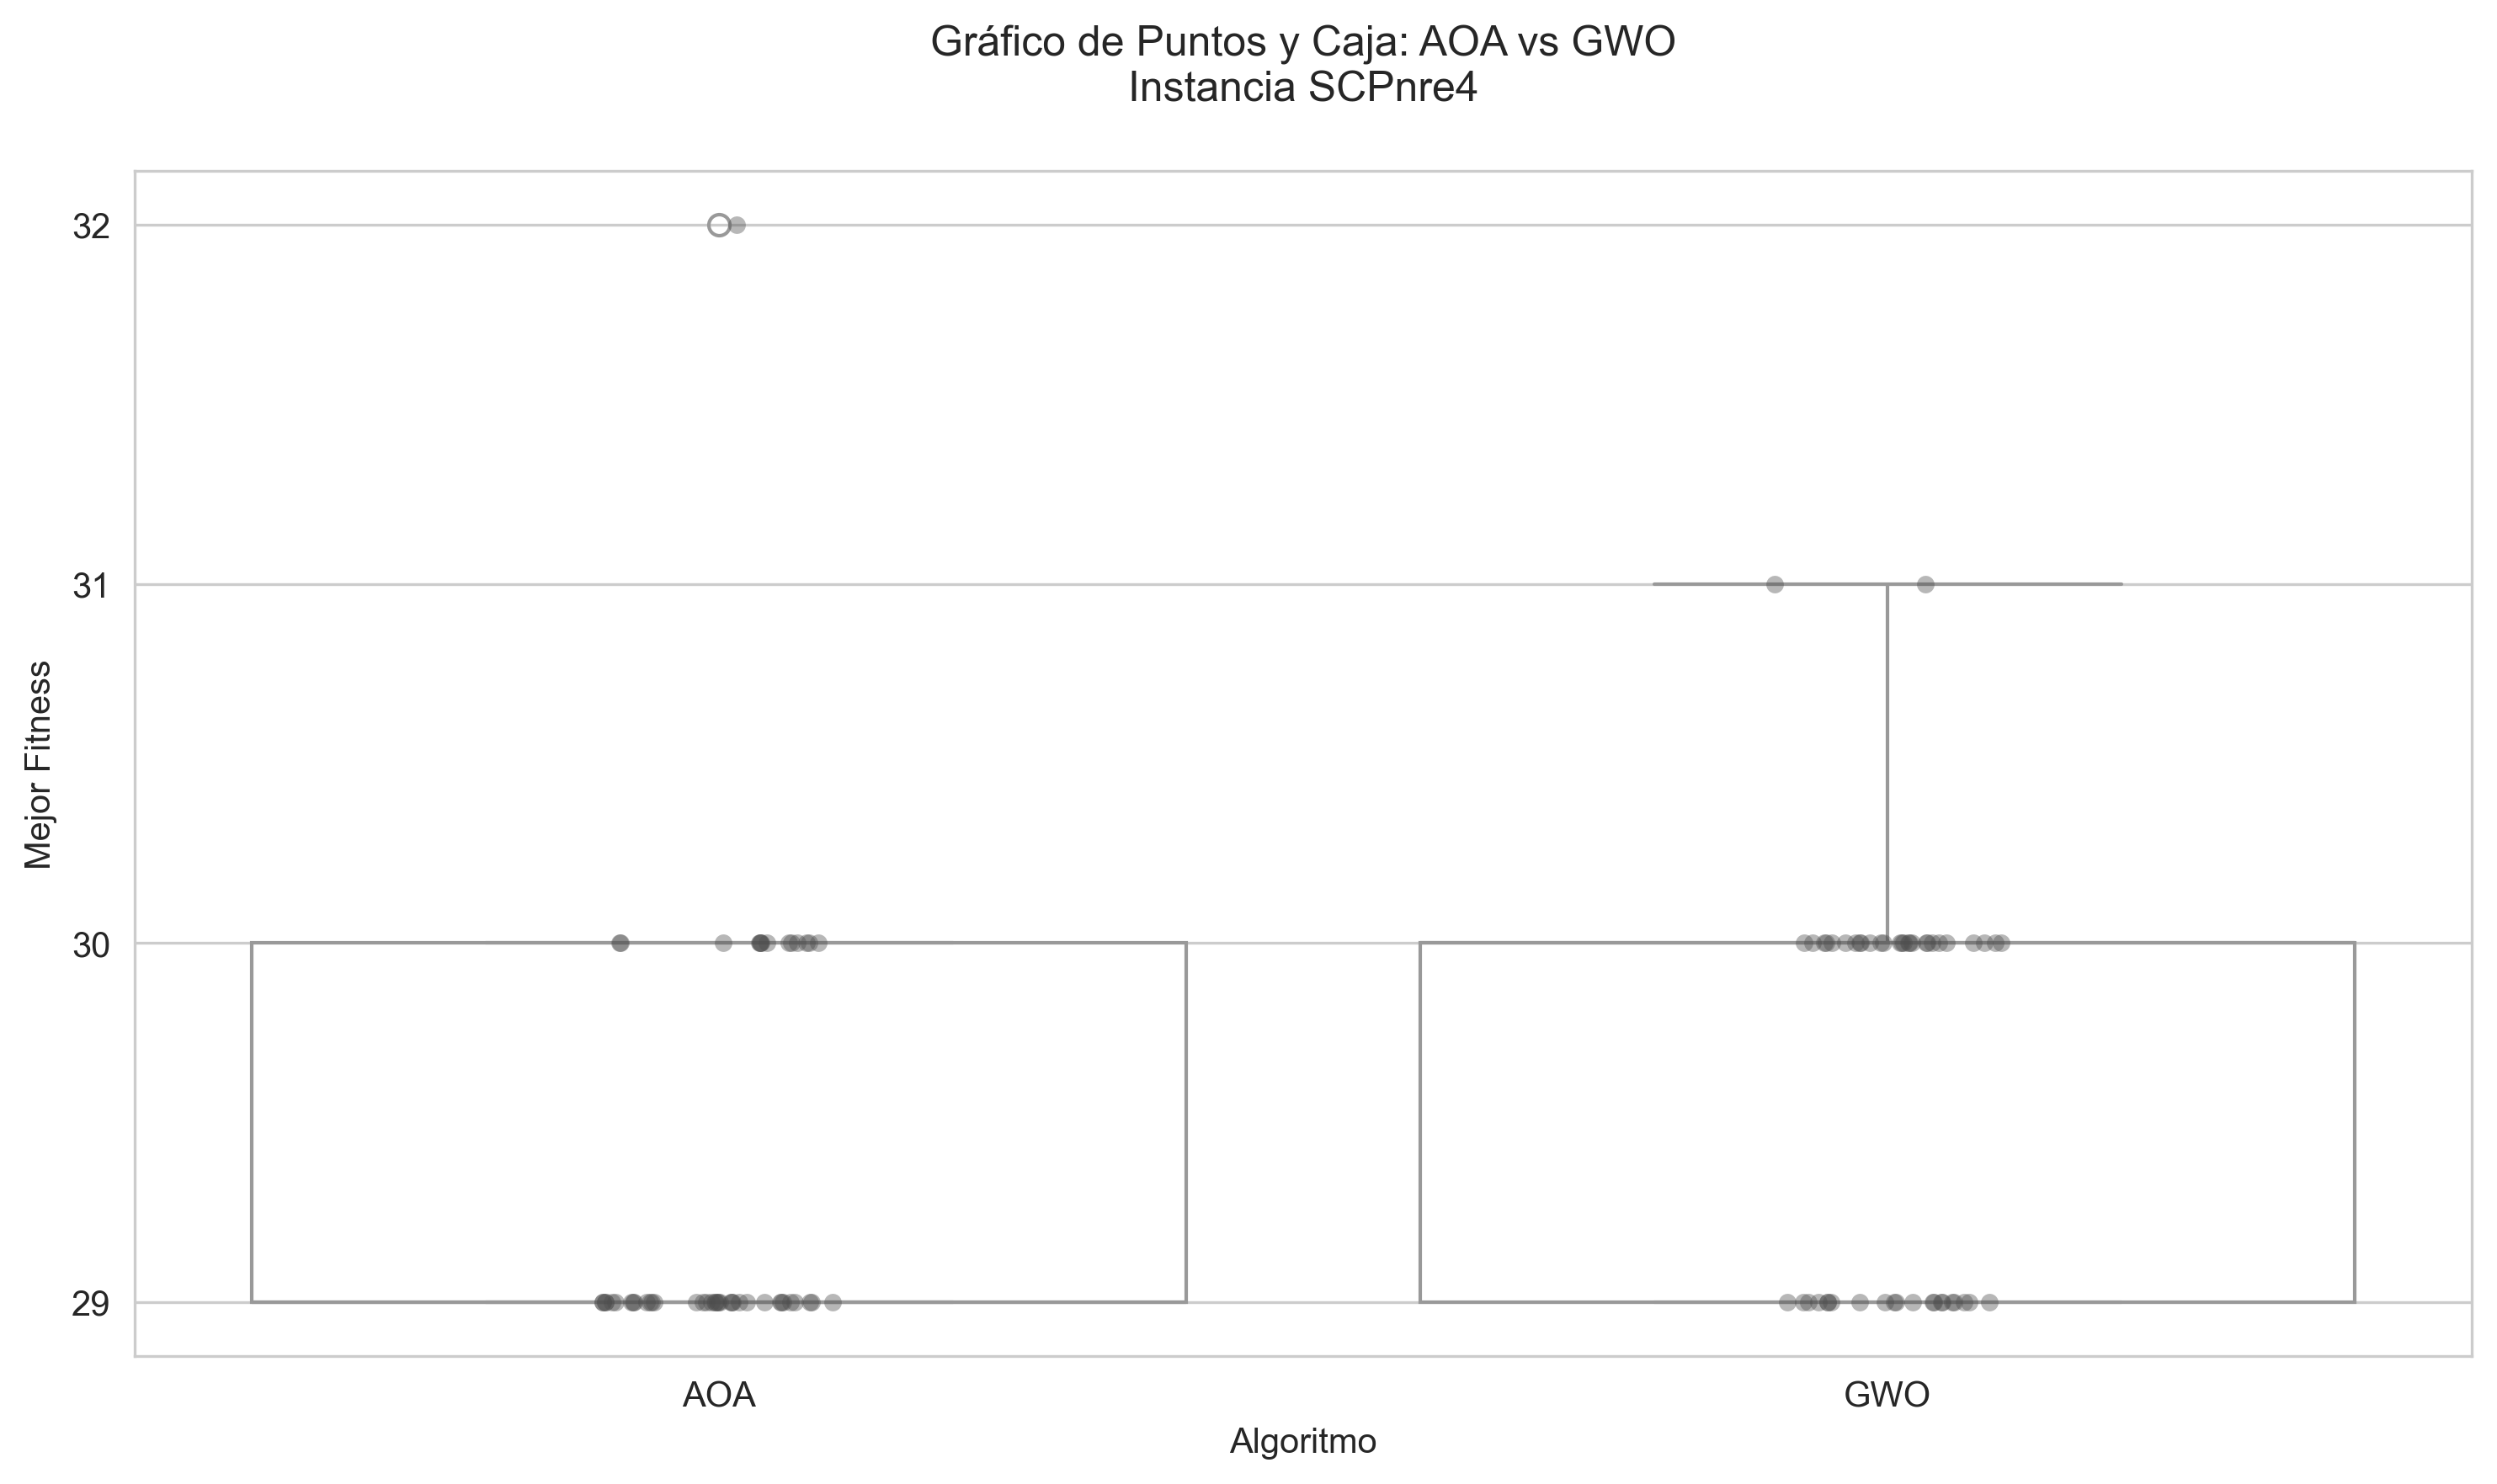 Gráfico de Puntos y Caja: AOA vs GWO
Instancia SCPnre4
32
31
30
29
Mejor Fitness
AOA
GWO
Algoritmo